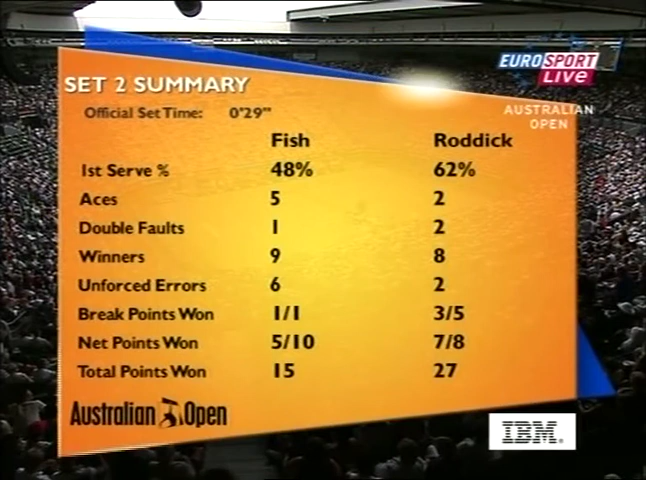 EUROSPORT
LIVE
SET 2 SUMMARY
Official Set Time: 0'29"
AUSTRALIAN
OPEN
Fish Roddick
1st Serve % 48% 62%
Aces 5 2
Double Faults 1 2
Winners 9 8
Unforced Errors 6 2
Break Points Won 1/1 3/5
Net Points Won 5/10 7/8
Total Points Won 15 27
Australian Open
IBM®